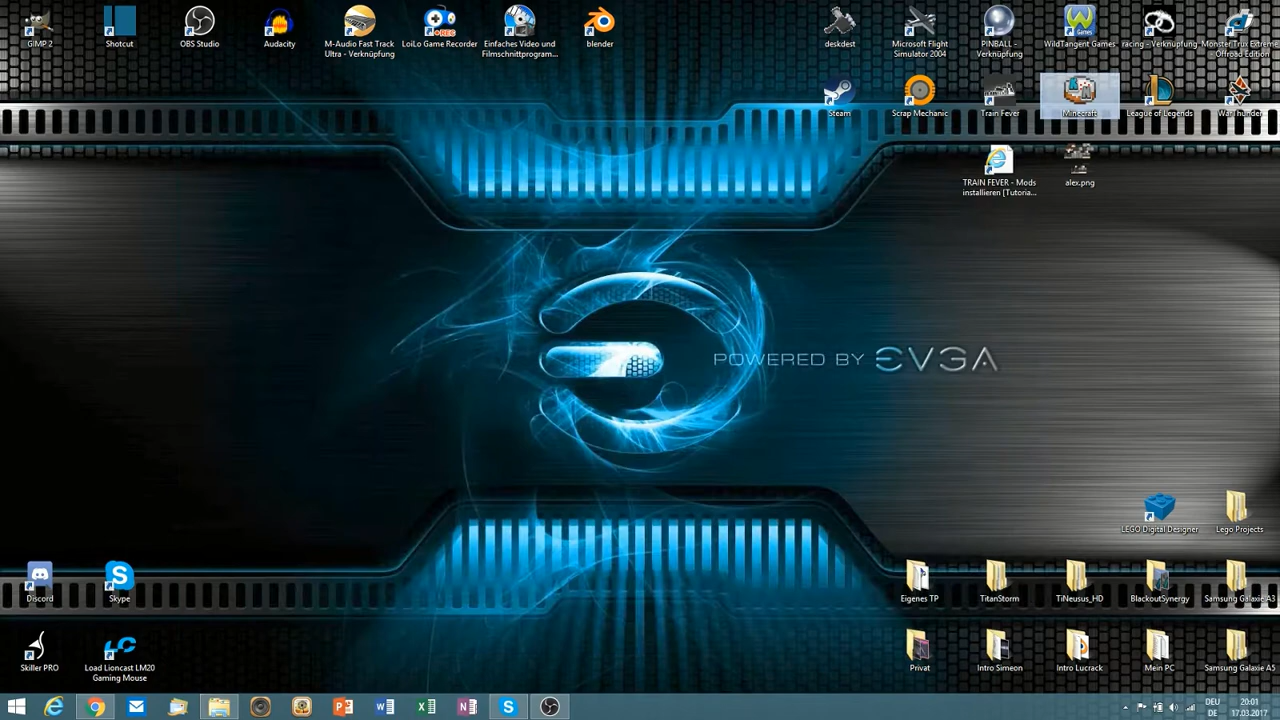 GIMP 2
Shotcut
OBS Studio
Audacity
M-Audio Fast Track
Ultra - Verknüpfung
LoiLo Game Recorder
Einfaches Video und
Filmschnittprogram...
blender
deskdest
Microsoft Flight
Simulator 2004
PINBALL -
Verknüpfung
WildTangent Games
racing - Verknüpfung
Monster Trux Extreme
Offroad Edition
Steam
Scrap Mechanic
Train Fever
Minecraft
League of Legends
WarThunder
TRAIN FEVER - Mods
installieren [Tutoria...
alex.png
POWERED BY EVGA
LEGO Digital Designer
Lego Projects
Discord
Skype
Eigenes TP
TitanStorm
TiNeusus_HD
BlackoutSynergy
Samsung Galaxie A3
Skiller PRO
Load Lioncast LM20
Gaming Mouse
Privat
Intro Simeon
Intro Lucrack
Mein PC
Samsung Galaxie A5
DEU
DE
20:01
17.03.2017